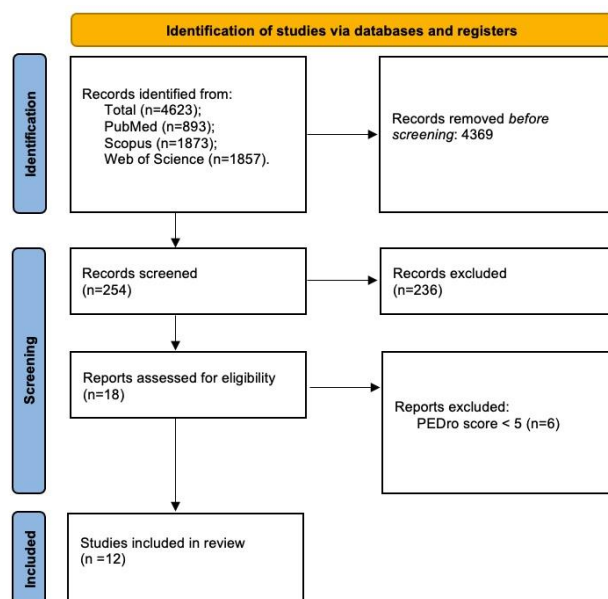 Identification of studies via databases and registers
Identification
Records identified from:
Total (n=4623);
PubMed (n=893);
Scopus (n=1873);
Web of Science (n=1857).
Records removed before
screening: 4369
Screening
Records screened
(n=254)
Records excluded
(n=236)
Reports assessed for eligibility
(n=18)
Reports excluded:
PEDro score < 5 (n=6)
Included
Studies included in review
(n =12)